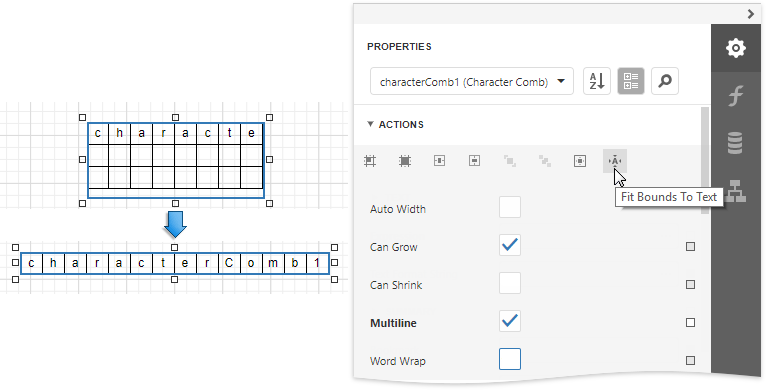 c h a r a c t e
c h a r a c t e r C o m b 1
PROPERTIES
characterComb1 (Character Comb)
A
Z
ACTIONS
A
Fit Bounds To Text
Auto Width
Can Grow
Can Shrink
Multiline
Word Wrap